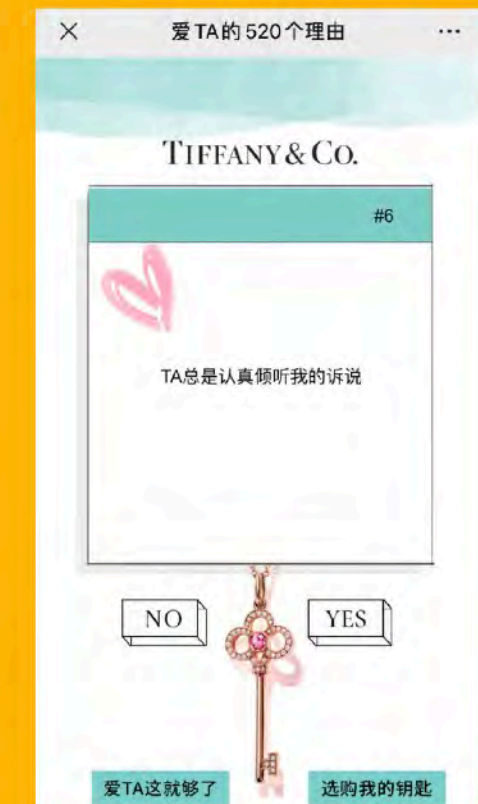 爱TA的520个理由
TIFFANY & CO.
#6
TA总是认真倾听我的诉说
NO
YES
爱TA这就够了
选购我的钥匙